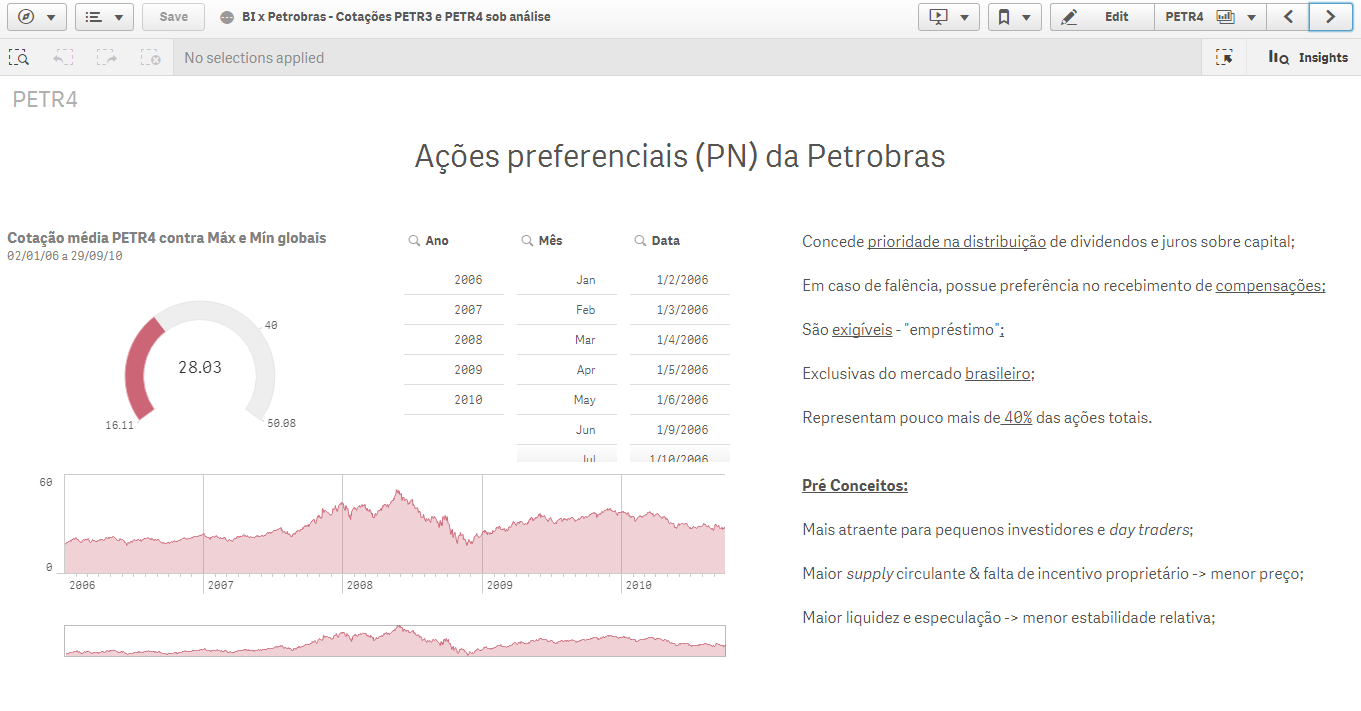 Save
BI x Petrobras - Cotações PETR3 e PETR4 sob análise
Edit
PETR4
No selections applied
Insights
PETR4
Ações preferenciais (PN) da Petrobras
Cotação média PETR4 contra Máx e Mín globais
02/01/06 a 29/09/10
40
28.03
16.11
50.08
Ano
2006
2007
2008
2009
2010
Mês
Jan
Feb
Mar
Apr
May
Jun
Jul
Data
1/2/2006
1/3/2006
1/4/2006
1/5/2006
1/6/2006
1/9/2006
1/10/2006
60
0
2006
2007
2008
2009
2010
Concede prioridade na distribuição de dividendos e juros sobre capital;
Em caso de falência, possue preferência no recebimento de compensações;
São exigíveis - "empréstimo";
Exclusivas do mercado brasileiro;
Representam pouco mais de 40% das ações totais.
Pré Conceitos:
Mais atraente para pequenos investidores e day traders;
Maior supply circulante & falta de incentivo proprietário -> menor preço;
Maior liquidez e especulação -> menor estabilidade relativa;